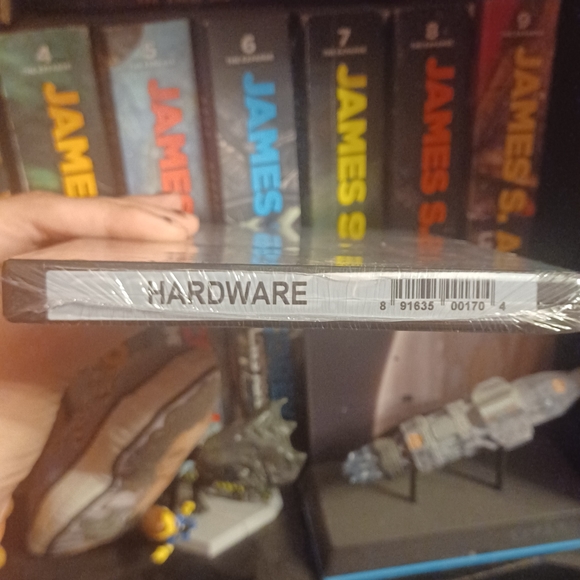 4
5
6
7
8
9
JAMES
JAMES
JAMES
JAMES S
JAMES S.
JAMES S. A
HARDWARE
8 91635 00170 4